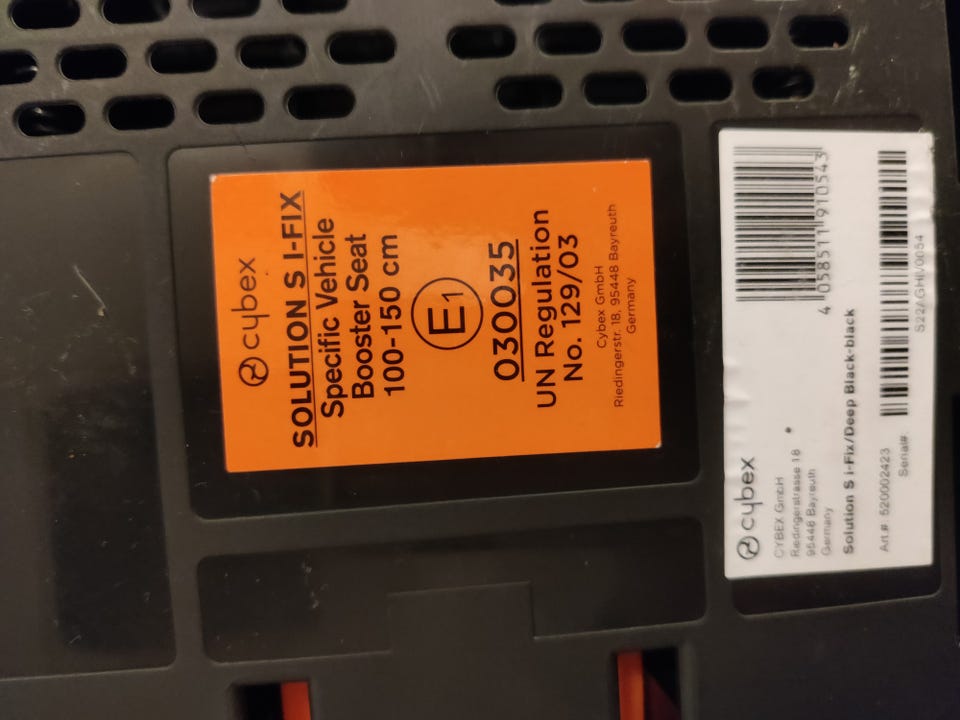 cybex
SOLUTION S I-FIX
Specific Vehicle
Booster Seat
100-150 cm
E1
030035
UN Regulation
No. 129/03
Cybex GmbH
Riedingerstr. 18, 95448 Bayreuth
Germany
4 058511 910543
cybex
CYBEX GmbH
Riedingerstrasse 18
95448 Bayreuth
Germany
Solution S i-Fix/Deep Black-black
Art.# 520002423
Serial#: